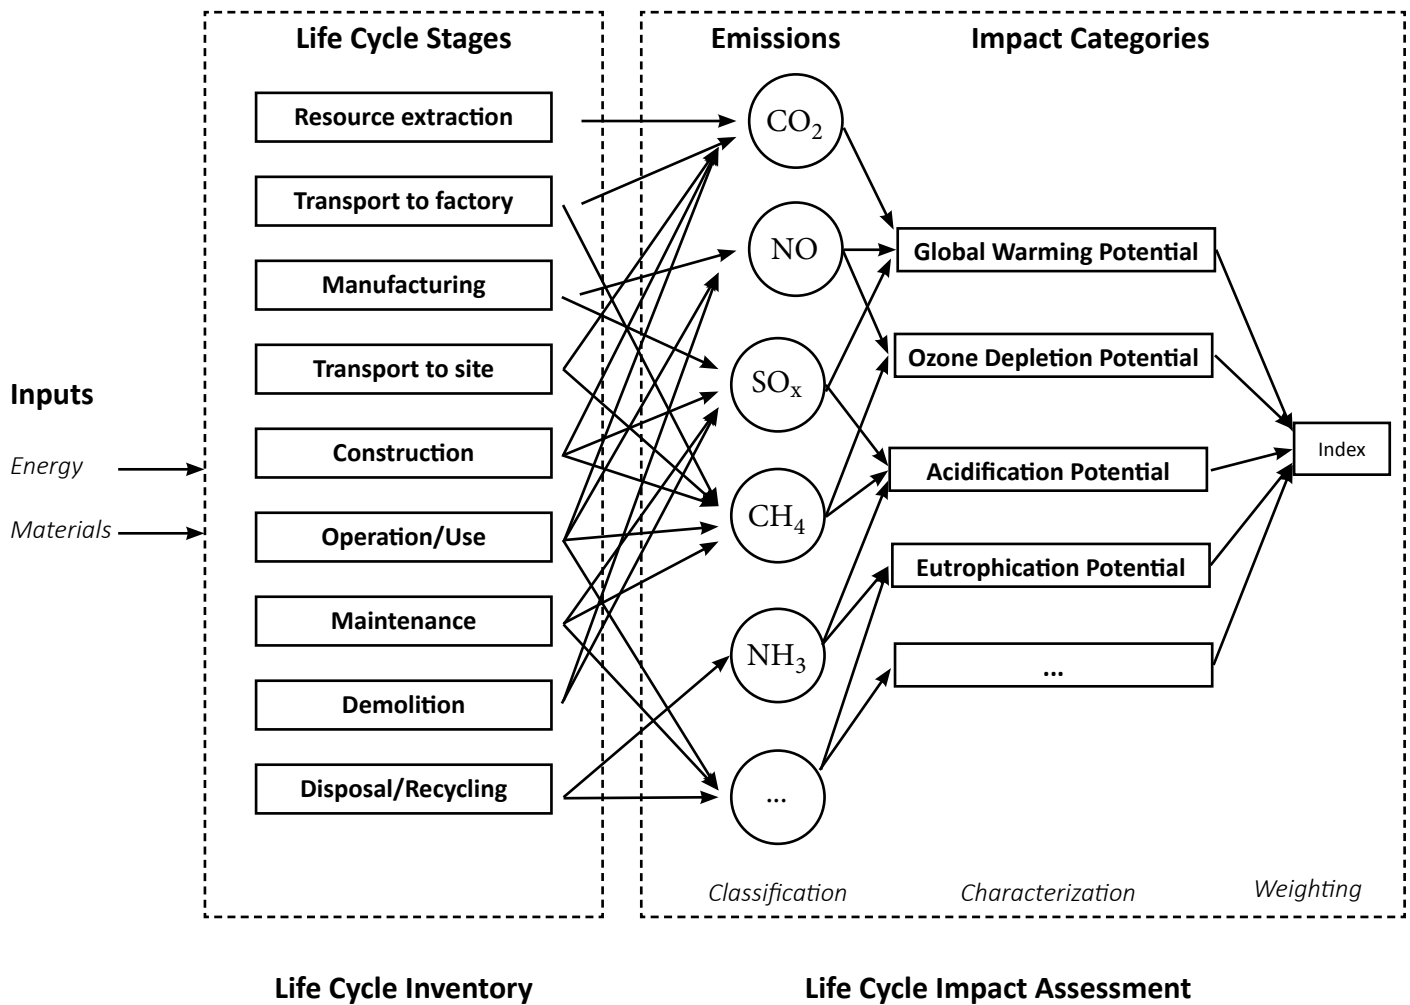 Life Cycle Stages
Emissions
Impact Categories
Resource extraction
Transport to factory
Manufacturing
Transport to site
Construction
Operation/Use
Maintenance
Demolition
Disposal/Recycling
Inputs
Energy
Materials
CO₂
NO
SOₓ
CH₄
NH₃
...
Global Warming Potential
Ozone Depletion Potential
Acidification Potential
Eutrophication Potential
...
Index
Classification
Characterization
Weighting
Life Cycle Inventory
Life Cycle Impact Assessment